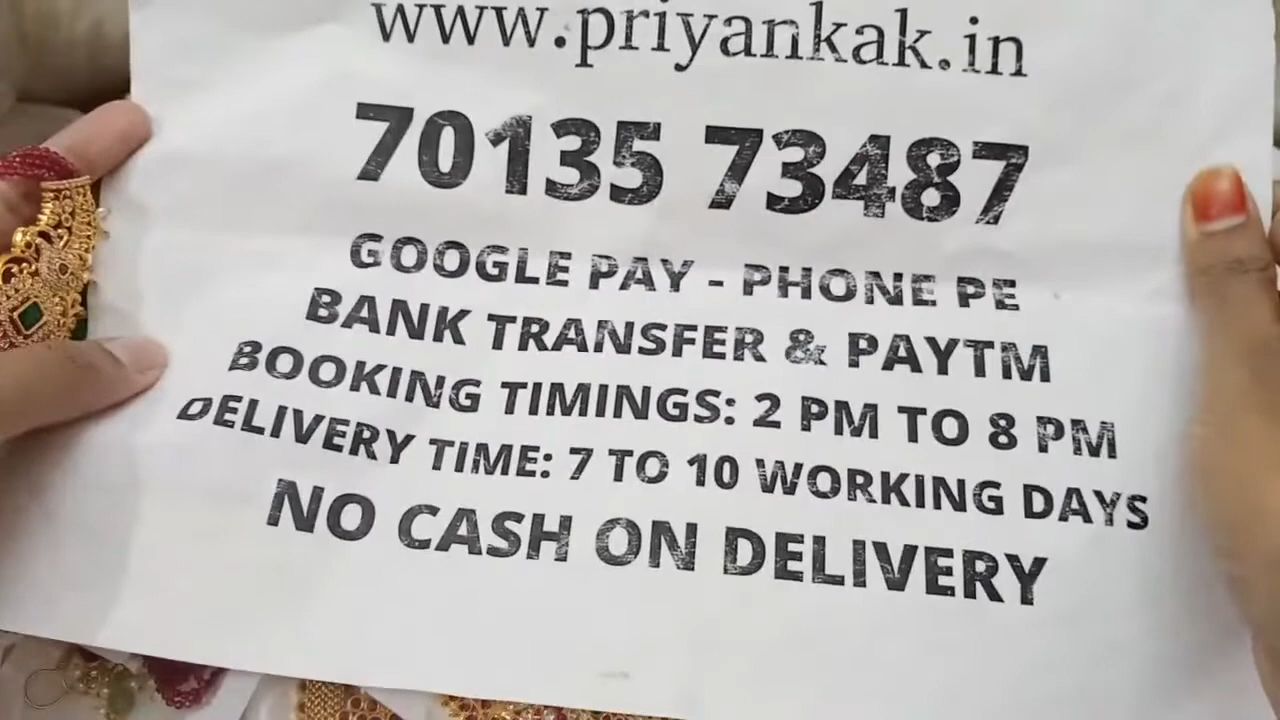 www.priyankak.in
70135 73487
GOOGLE PAY - PHONE PE
BANK TRANSFER & PAYTM
BOOKING TIMINGS: 2 PM TO 8 PM
DELIVERY TIME: 7 TO 10 WORKING DAYS
NO CASH ON DELIVERY